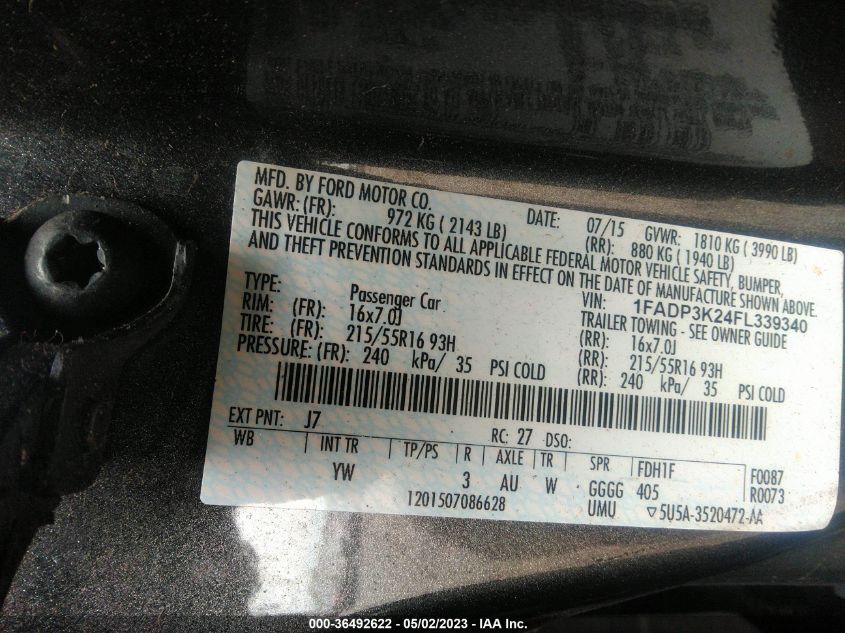 MFD. BY FORD MOTOR CO. DATE: 07/15 GVWR: 1810 KG ( 3990 LB)
GAWR: (FR): 972 KG ( 2143 LB) (RR): 880 KG ( 1940 LB)
THIS VEHICLE CONFORMS TO ALL APPLICABLE FEDERAL MOTOR VEHICLE SAFETY, BUMPER,
AND THEFT PREVENTION STANDARDS IN EFFECT ON THE DATE OF MANUFACTURE SHOWN ABOVE.
VIN: 1FADP3K24FL339340
TYPE: Passenger Car TRAILER TOWING - SEE OWNER GUIDE
RIM: (FR): 16x7.0J (RR): 16x7.0J
TIRE: (FR): 215/55R16 93H (RR): 215/55R16 93H
PRESSURE: (FR): 240 kPa/ 35 PSI COLD (RR): 240 kPa/ 35 PSI COLD
EXT PNT: J7 RC: 27 DSO:
WB INT TR TP/PS R AXLE TR SPR FDH1F F0087
YW 3 AU W GGGG 405 R0073
1201507086628 UMU ▽5U5A-3520472-AA
000-36492622 - 05/02/2023 - IAA Inc.